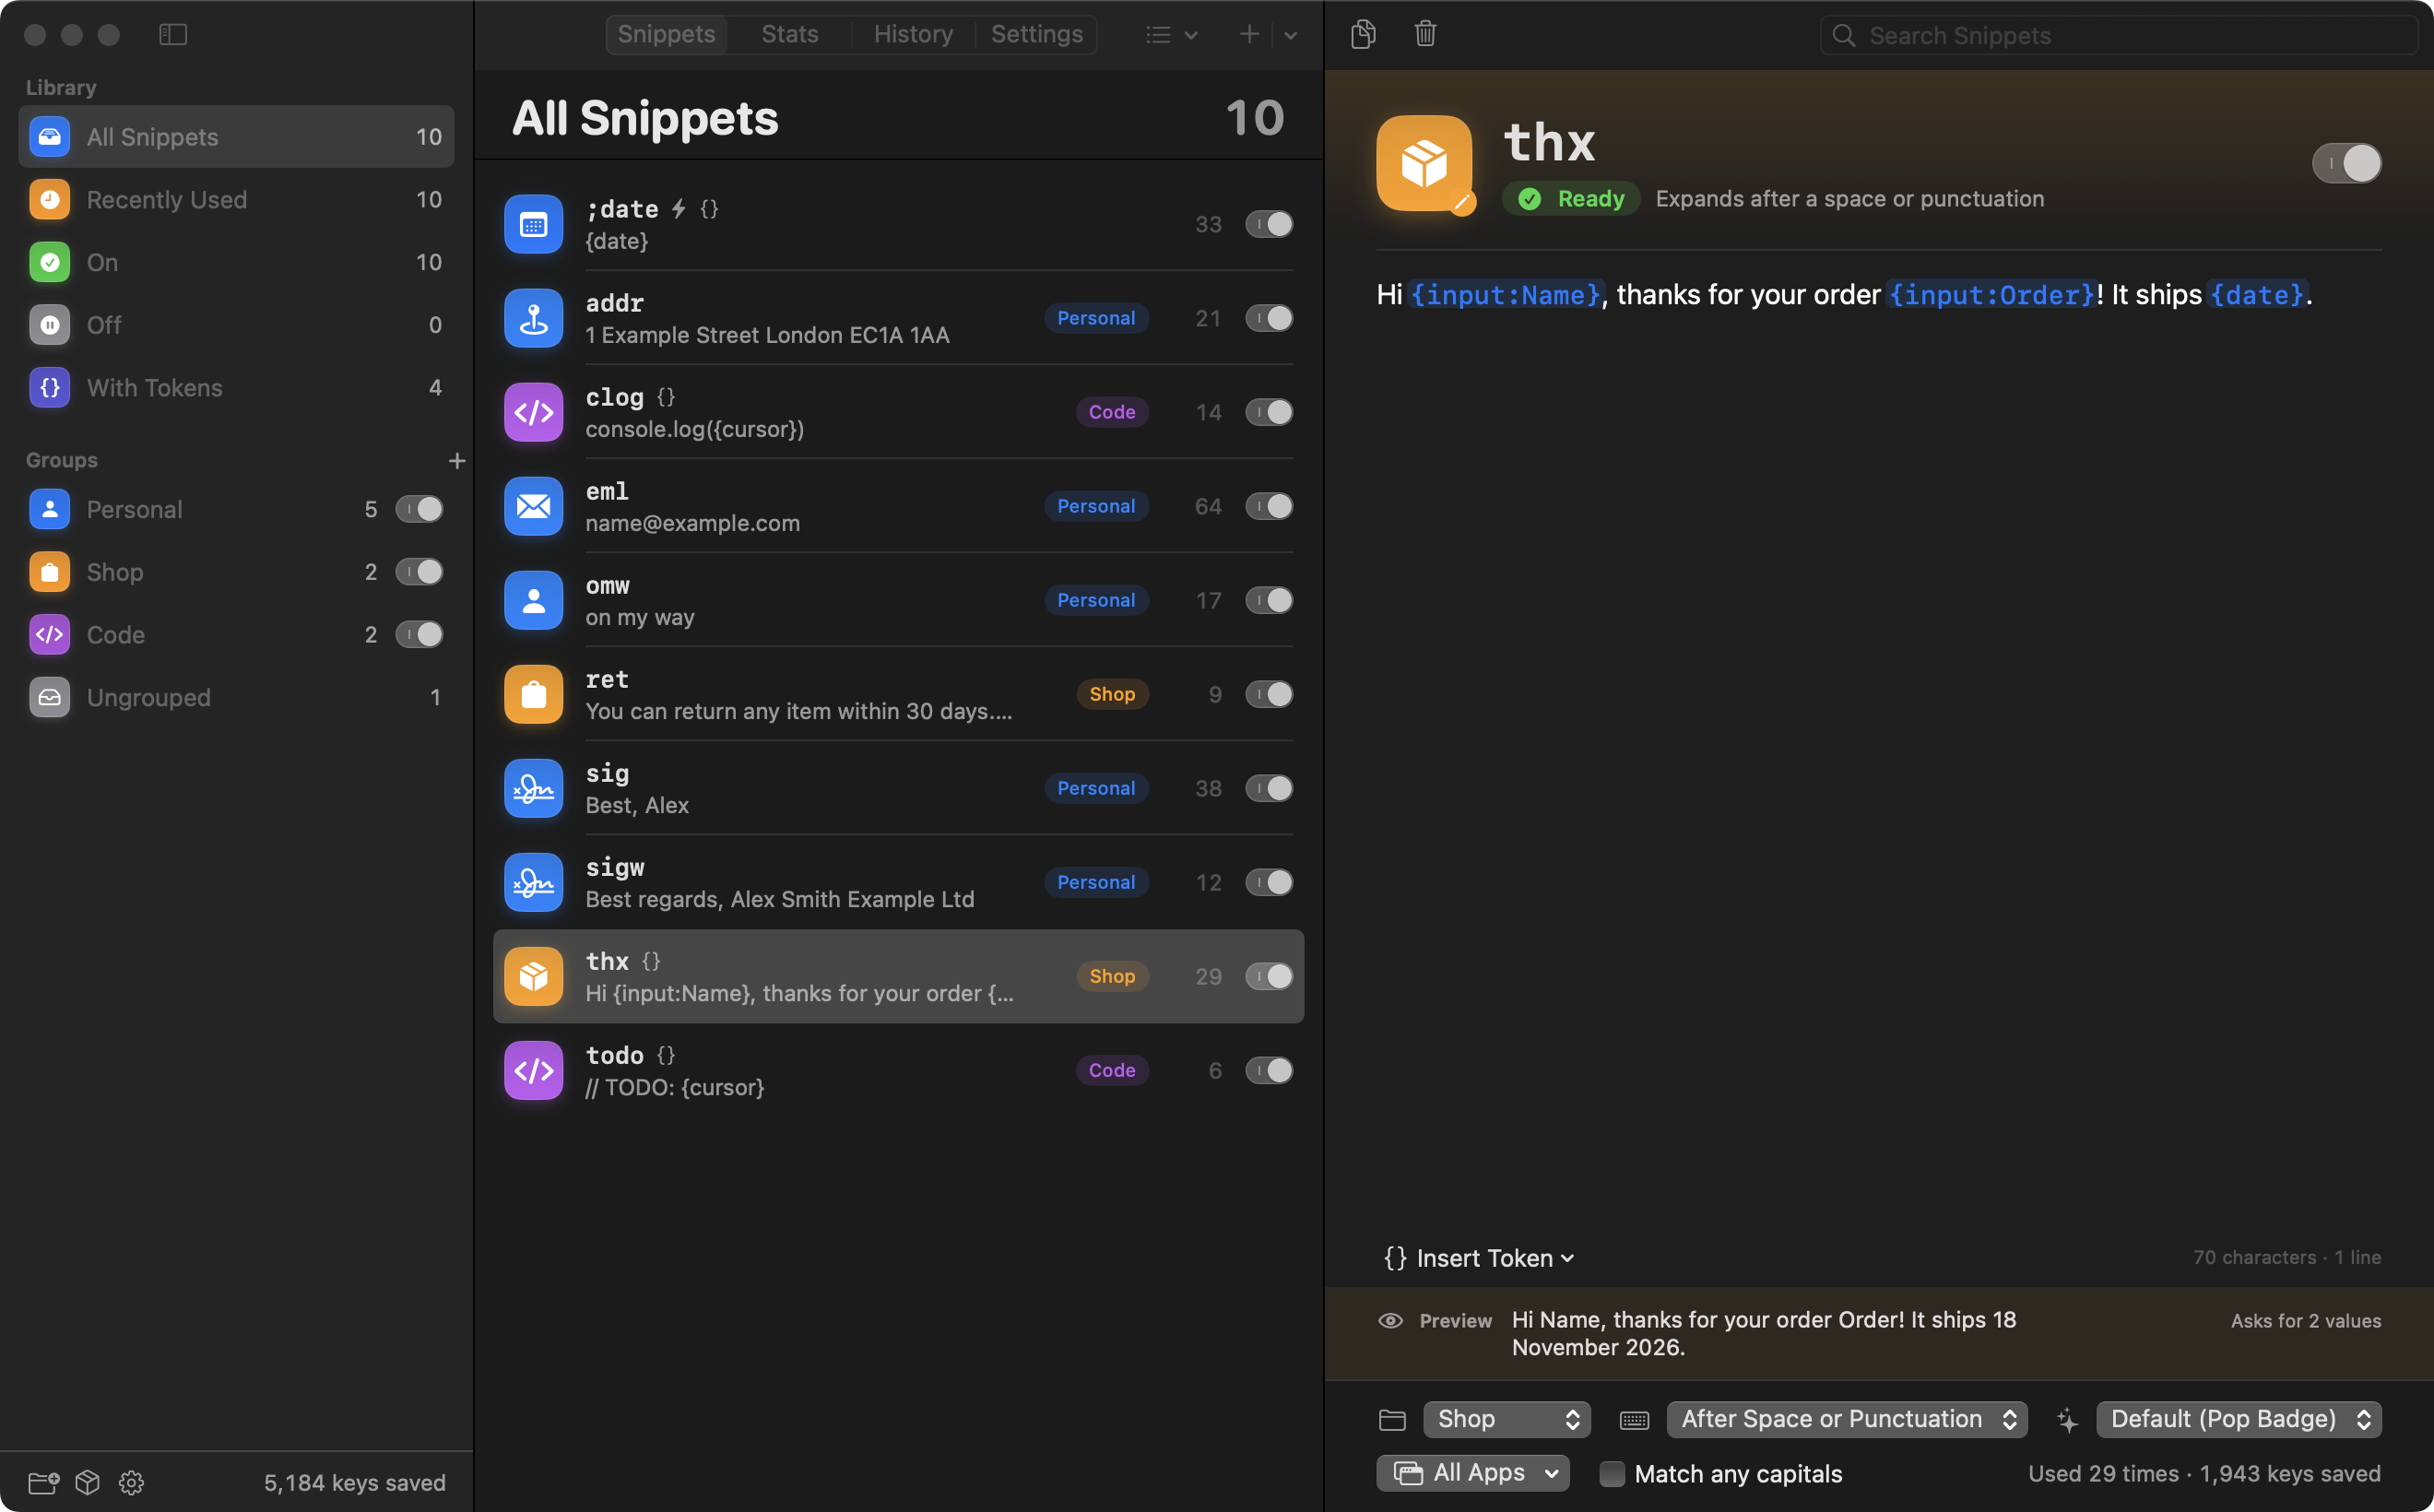 Library
All Snippets 10
Recently Used 10
On 10
Off 0
With Tokens 4
Groups
Personal 5
Shop 2
Code 2
Ungrouped 1
5,184 keys saved
Snippets Stats History Settings
All Snippets 10
;date {} 33
{date}
addr Personal 21
1 Example Street London EC1A 1AA
clog {} Code 14
console.log({cursor})
eml Personal 64
name@example.com
omw Personal 17
on my way
ret Shop 9
You can return any item within 30 days....
sig Personal 38
Best, Alex
sigw Personal 12
Best regards, Alex Smith Example Ltd
thx {} Shop 29
Hi {input:Name}, thanks for your order {...
todo {} Code 6
// TODO: {cursor}
Search Snippets
thx
Ready Expands after a space or punctuation
Hi {input:Name}, thanks for your order {input:Order}! It ships {date}.
{} Insert Token 70 characters · 1 line
Preview Hi Name, thanks for your order Order! It ships 18 Asks for 2 values
November 2026.
Shop After Space or Punctuation Default (Pop Badge)
All Apps Match any capitals Used 29 times · 1,943 keys saved